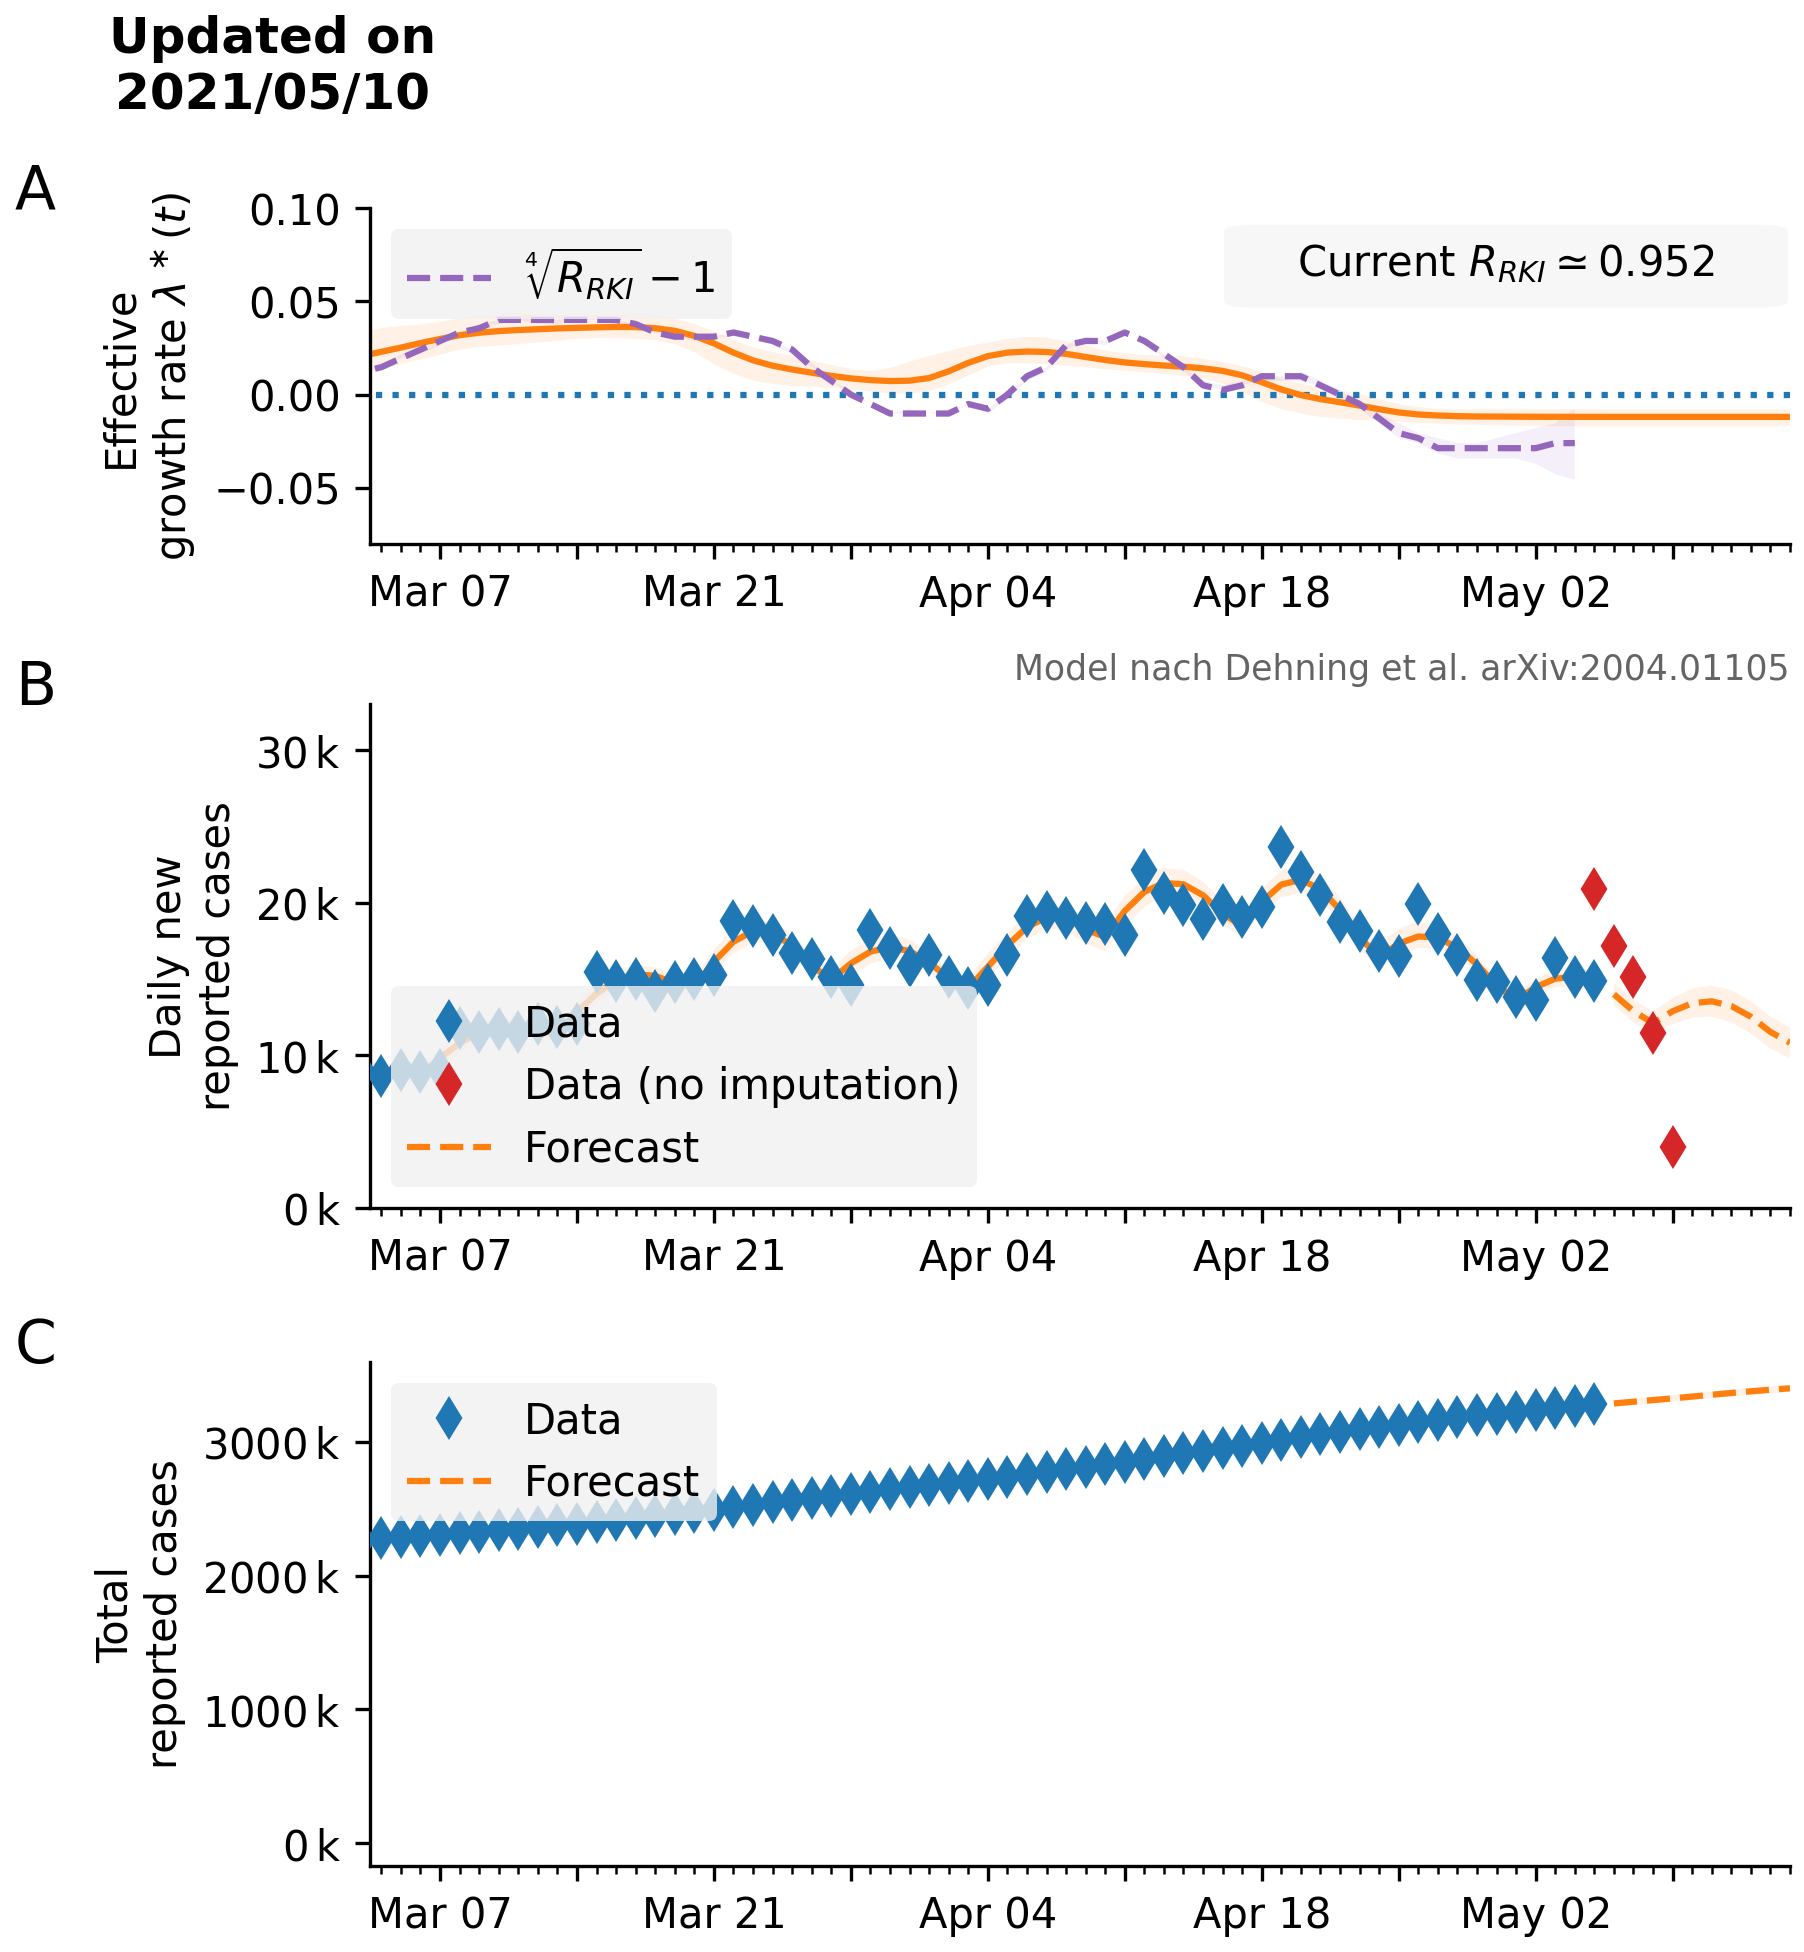 Updated on
2021/05/10
A
Effective
growth rate λ * (t)
0.10
0.05
0.00
−0.05
∜R_RKI − 1
Current R_RKI ≃ 0.952
Mar 07 Mar 21 Apr 04 Apr 18 May 02
Model nach Dehning et al. arXiv:2004.01105
B
Daily new
reported cases
30 k
20 k
10 k
0 k
Data
Data (no imputation)
Forecast
Mar 07 Mar 21 Apr 04 Apr 18 May 02
C
Total
reported cases
3000 k
2000 k
1000 k
0 k
Data
Forecast
Mar 07 Mar 21 Apr 04 Apr 18 May 02